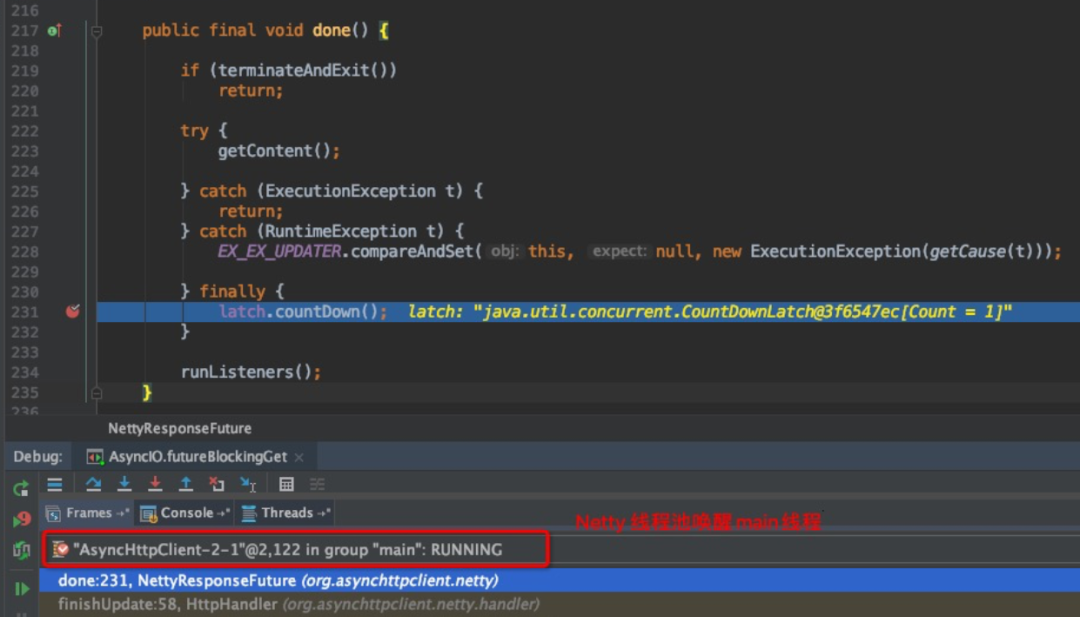 216
217 public final void done() {
218
219 if (terminateAndExit())
220 return;
221
222 try {
223 getContent();
224
225 } catch (ExecutionException t) {
226 return;
227 } catch (RuntimeException t) {
228 EX_EX_UPDATER.compareAndSet( obj: this, expect: null, new ExecutionException(getCause(t)));
229
230 } finally {
231 latch.countDown(); latch: "java.util.concurrent.CountDownLatch@3f6547ec[Count = 1]"
232 }
233
234 runListeners();
235 }
236
NettyResponseFuture
Debug: AsyncIO.futureBlockingGet ×
Frames Console Threads
Netty 线程池唤醒 main 线程
"AsyncHttpClient-2-1"@2,122 in group "main": RUNNING
done:231, NettyResponseFuture (org.asynchttpclient.netty)
finishUpdate:58, HttpHandler (org.asynchttpclient.netty.handler)